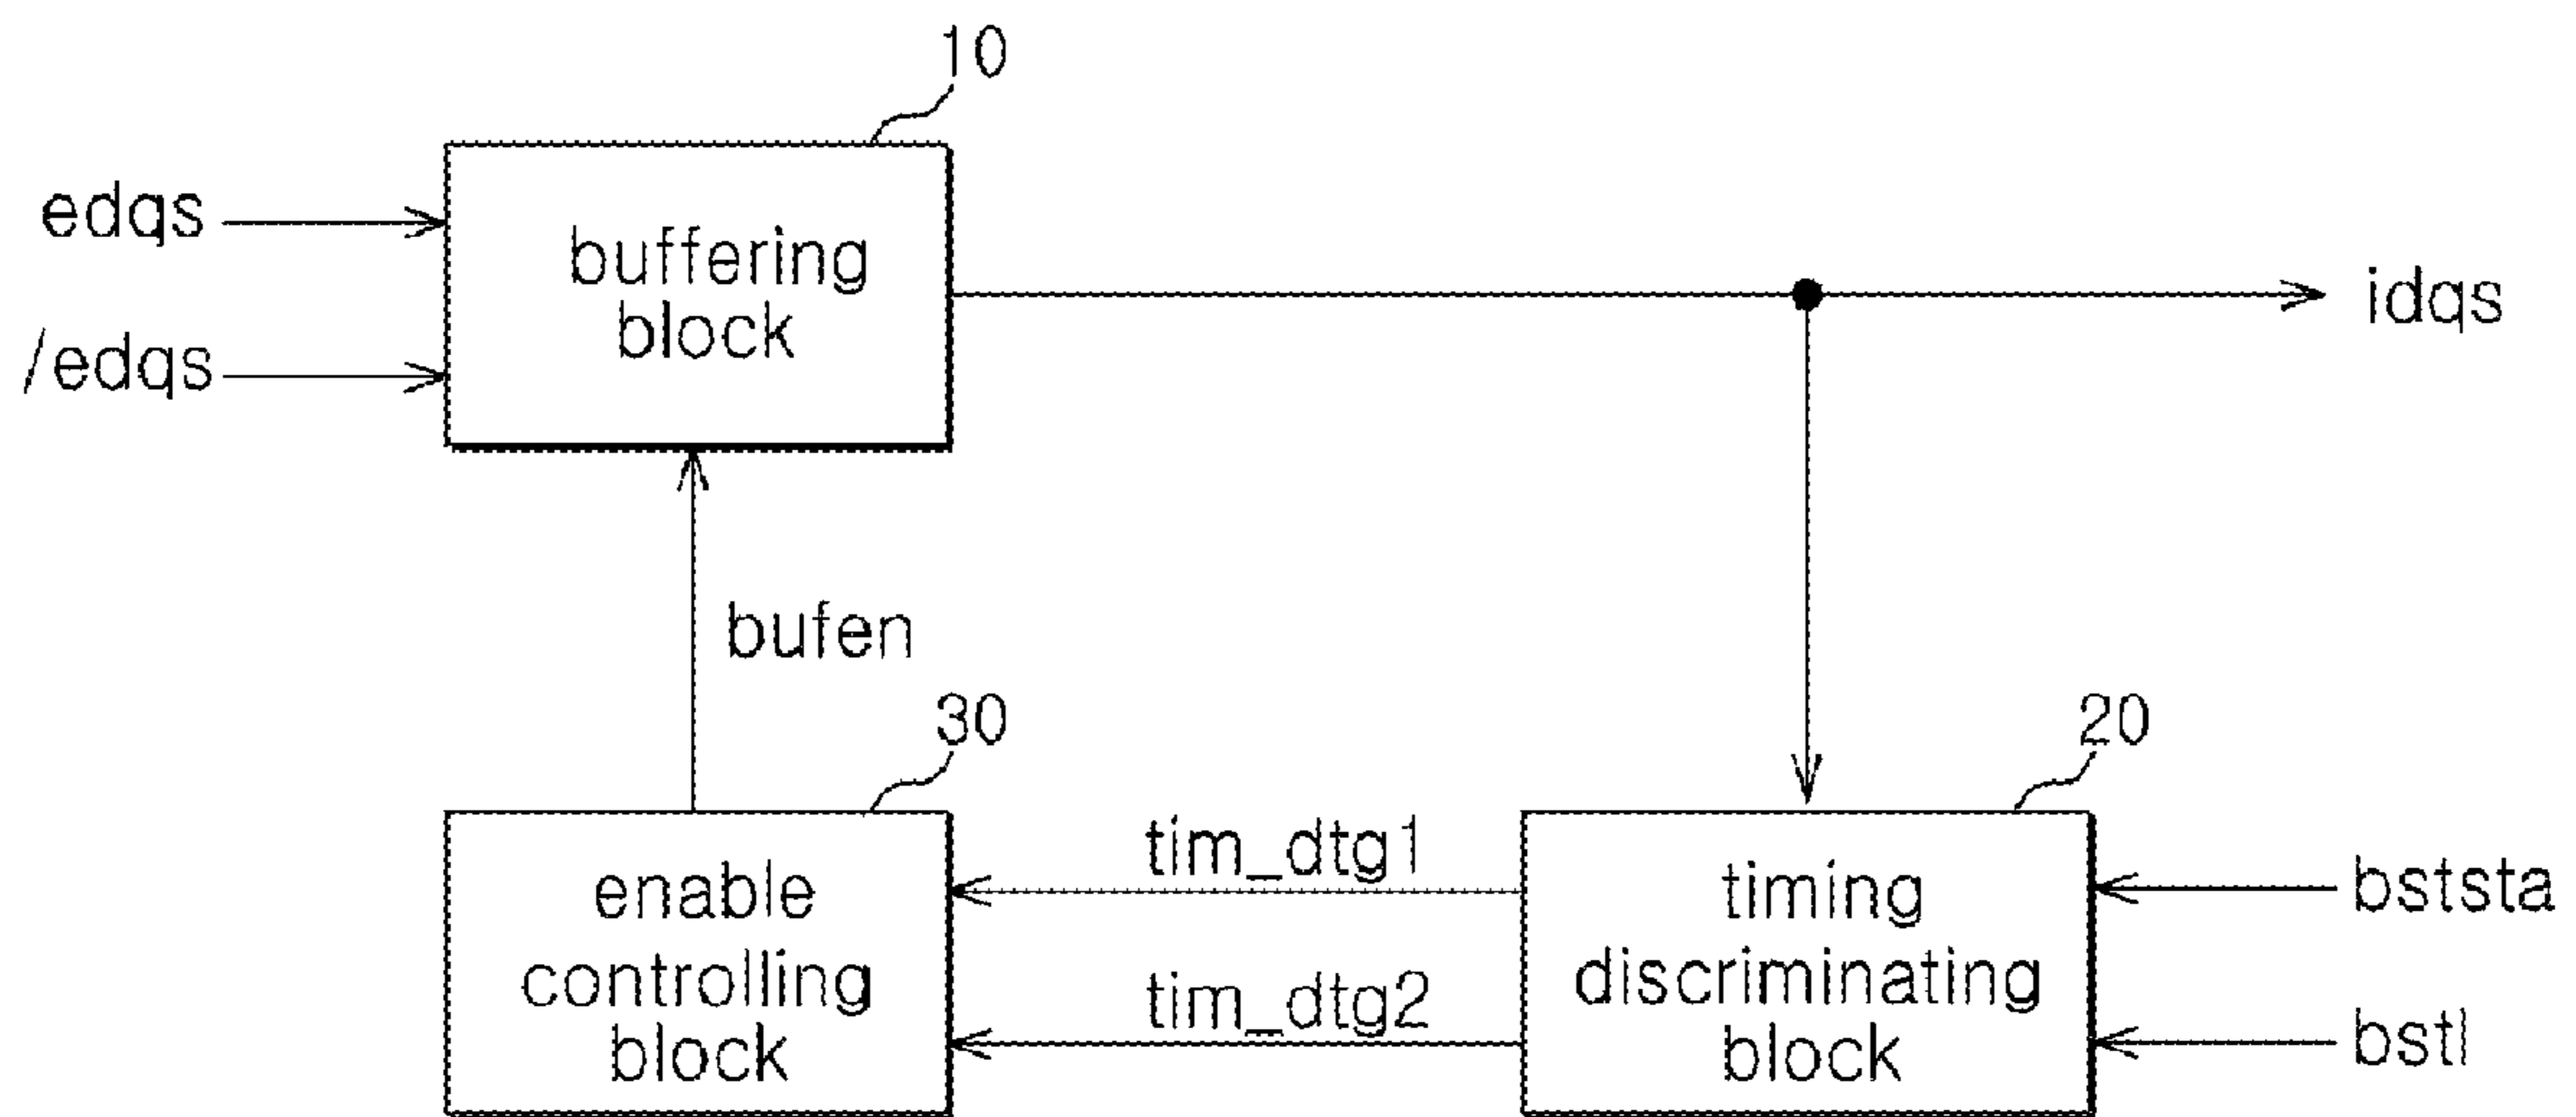 10
edqs
/edqs
buffering
block
idqs
bufen
30
20
enable
controlling
block
tim_dtg1
tim_dtg2
timing
discriminating
block
bststa
bstl